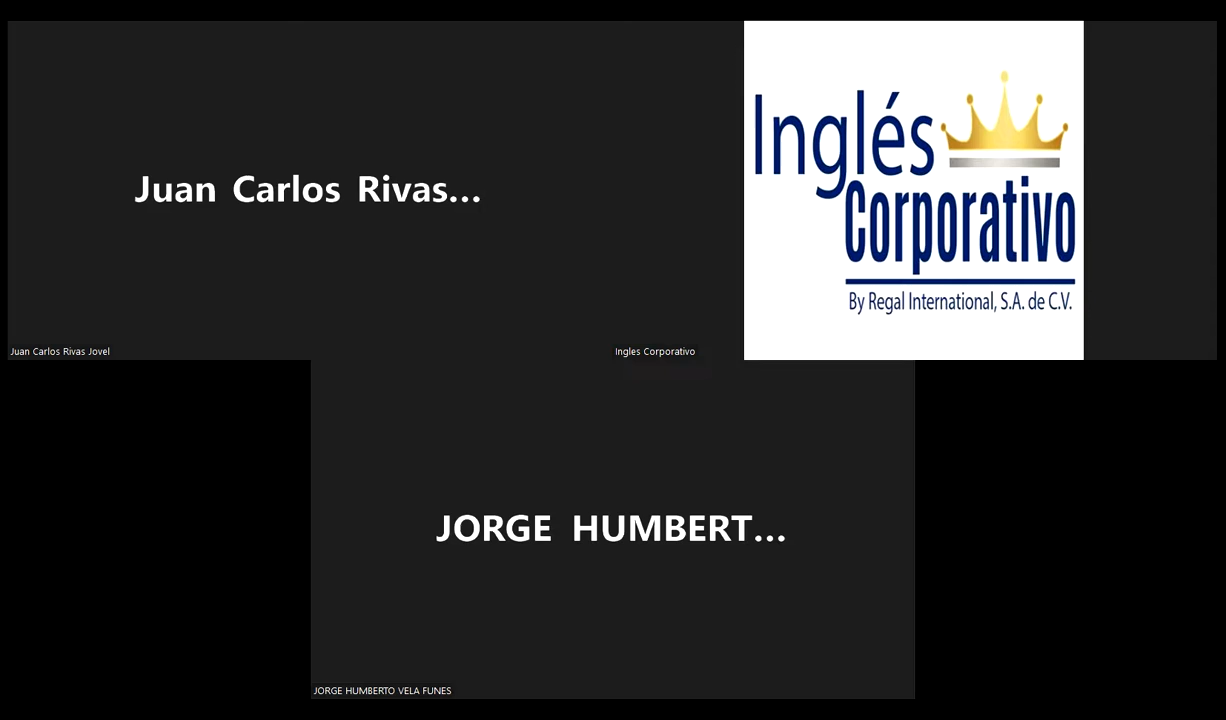 Juan Carlos Rivas...
Juan Carlos Rivas Jovel
Inglés
Corporativo
By Regal International, S.A. de C.V.
Ingles Corporativo
JORGE HUMBERT...
JORGE HUMBERTO VELA FUNES